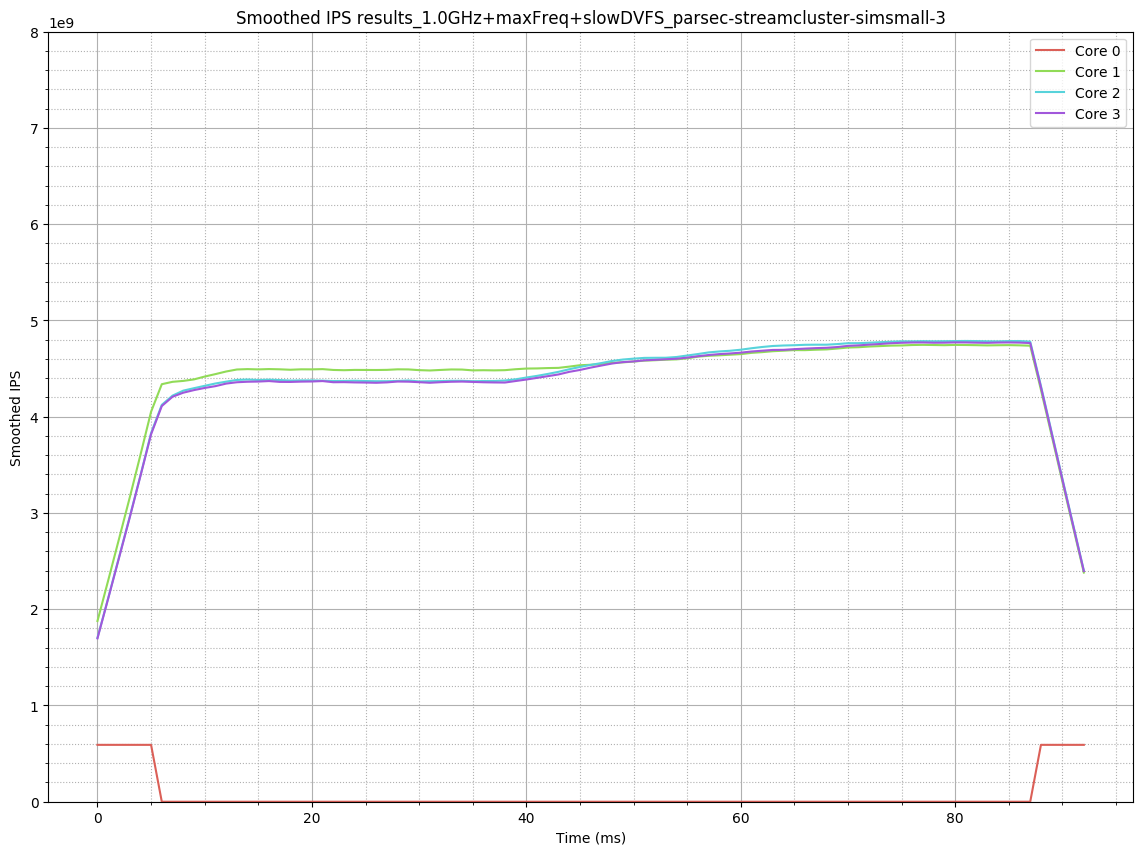 Smoothed IPS results_1.0GHz+maxFreq+slowDVFS_parsec-streamcluster-simsmall-3
1e9
8
7
6
5
4
3
2
1
0
Smoothed IPS
Core 0
Core 1
Core 2
Core 3
0 20 40 60 80
Time (ms)